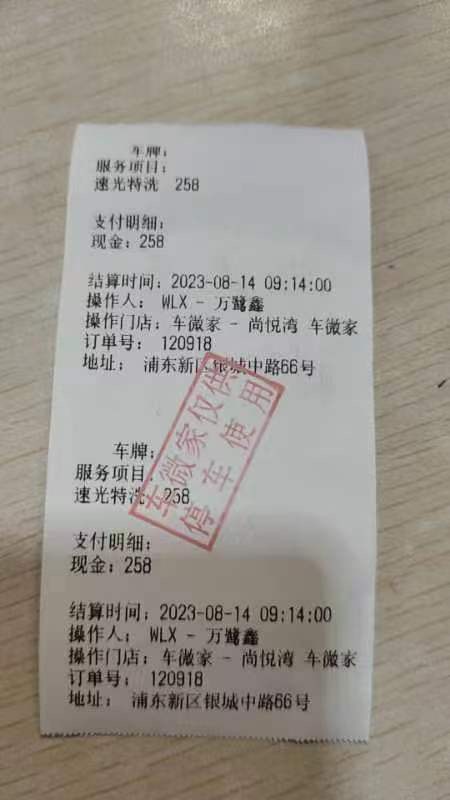 车牌：
服务项目：
速光特洗 258
支付明细：
现金：258
结算时间：2023-08-14 09:14:00
操作人： WLX - 万鹭鑫
操作门店：车微家 - 尚悦湾 车微家
订单号： 120918
地址： 浦东新区银城中路66号
车微家仅供
停车使用
车牌：
服务项目
速光特洗 258
支付明细：
现金：258
结算时间：2023-08-14 09:14:00
操作人： WLX - 万鹭鑫
操作门店：车微家 - 尚悦湾 车微家
订单号： 120918
地址： 浦东新区银城中路66号